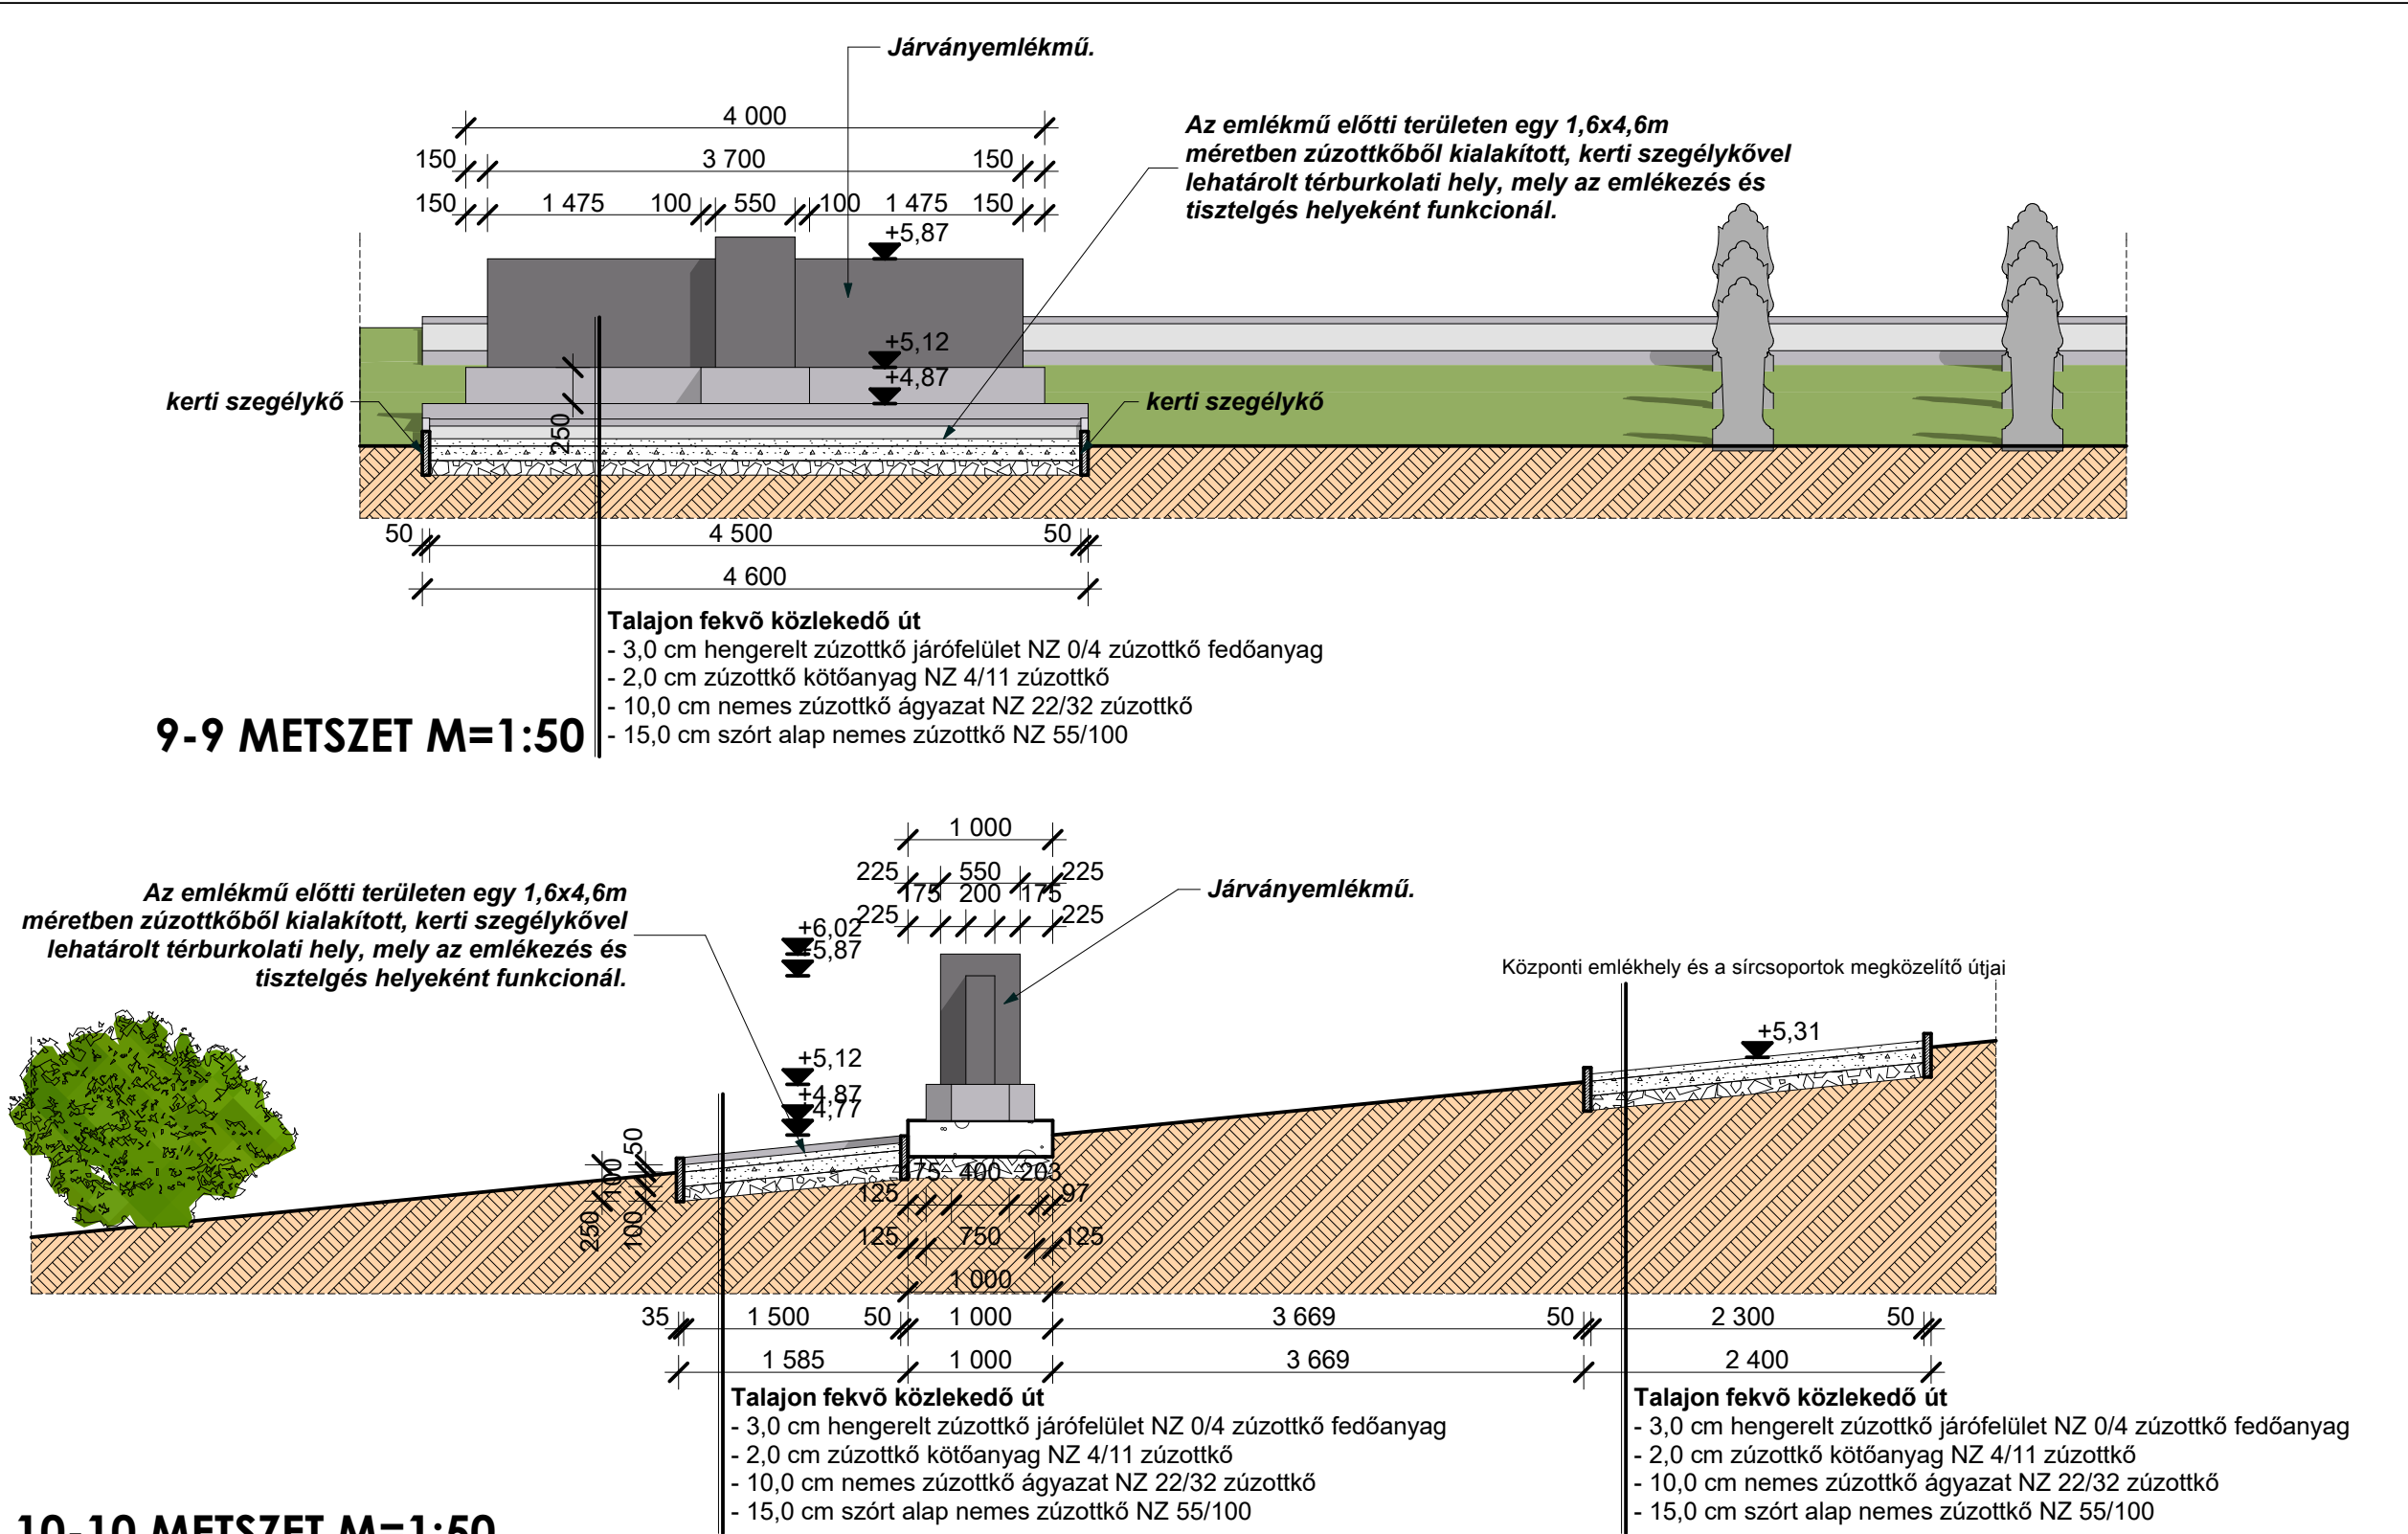 Járványemlékmű.
4 000
150 3 700 150
150 1 475 100 550 100 1 475 150
Az emlékmű előtti területen egy 1,6x4,6m
méretben zúzottkőből kialakított, kerti szegélykővel
lehatárolt térburkolati hely, mely az emlékezés és
tisztelgés helyeként funkcionál.
+5,87
+5,12
+4,87
kerti szegélykő
kerti szegélykő
250
50 4 500 50
4 600
Talajon fekvõ közlekedő út
- 3,0 cm hengerelt zúzottkő járófelület NZ 0/4 zúzottkő fedőanyag
- 2,0 cm zúzottkő kötőanyag NZ 4/11 zúzottkő
- 10,0 cm nemes zúzottkő ágyazat NZ 22/32 zúzottkő
- 15,0 cm szórt alap nemes zúzottkő NZ 55/100
9-9 METSZET M=1:50
1 000
225 550 225
175 200 175
225 225
Az emlékmű előtti területen egy 1,6x4,6m
méretben zúzottkőből kialakított, kerti szegélykővel
lehatárolt térburkolati hely, mely az emlékezés és
tisztelgés helyeként funkcionál.
Járványemlékmű.
+6,02
+5,87
Központi emlékhely és a sírcsoportok megközelítő útjai
+5,31
+5,12
+4,87
+4,77
50
100
250
100
175 400 203
125 97
125 750 125
1 000
35 1 500 50 1 000 3 669 50 2 300 50
1 585 1 000 3 669 2 400
Talajon fekvõ közlekedő út
- 3,0 cm hengerelt zúzottkő járófelület NZ 0/4 zúzottkő fedőanyag
- 2,0 cm zúzottkő kötőanyag NZ 4/11 zúzottkő
- 10,0 cm nemes zúzottkő ágyazat NZ 22/32 zúzottkő
- 15,0 cm szórt alap nemes zúzottkő NZ 55/100
Talajon fekvõ közlekedő út
- 3,0 cm hengerelt zúzottkő járófelület NZ 0/4 zúzottkő fedőanyag
- 2,0 cm zúzottkő kötőanyag NZ 4/11 zúzottkő
- 10,0 cm nemes zúzottkő ágyazat NZ 22/32 zúzottkő
- 15,0 cm szórt alap nemes zúzottkő NZ 55/100
10-10 METSZET M=1:50